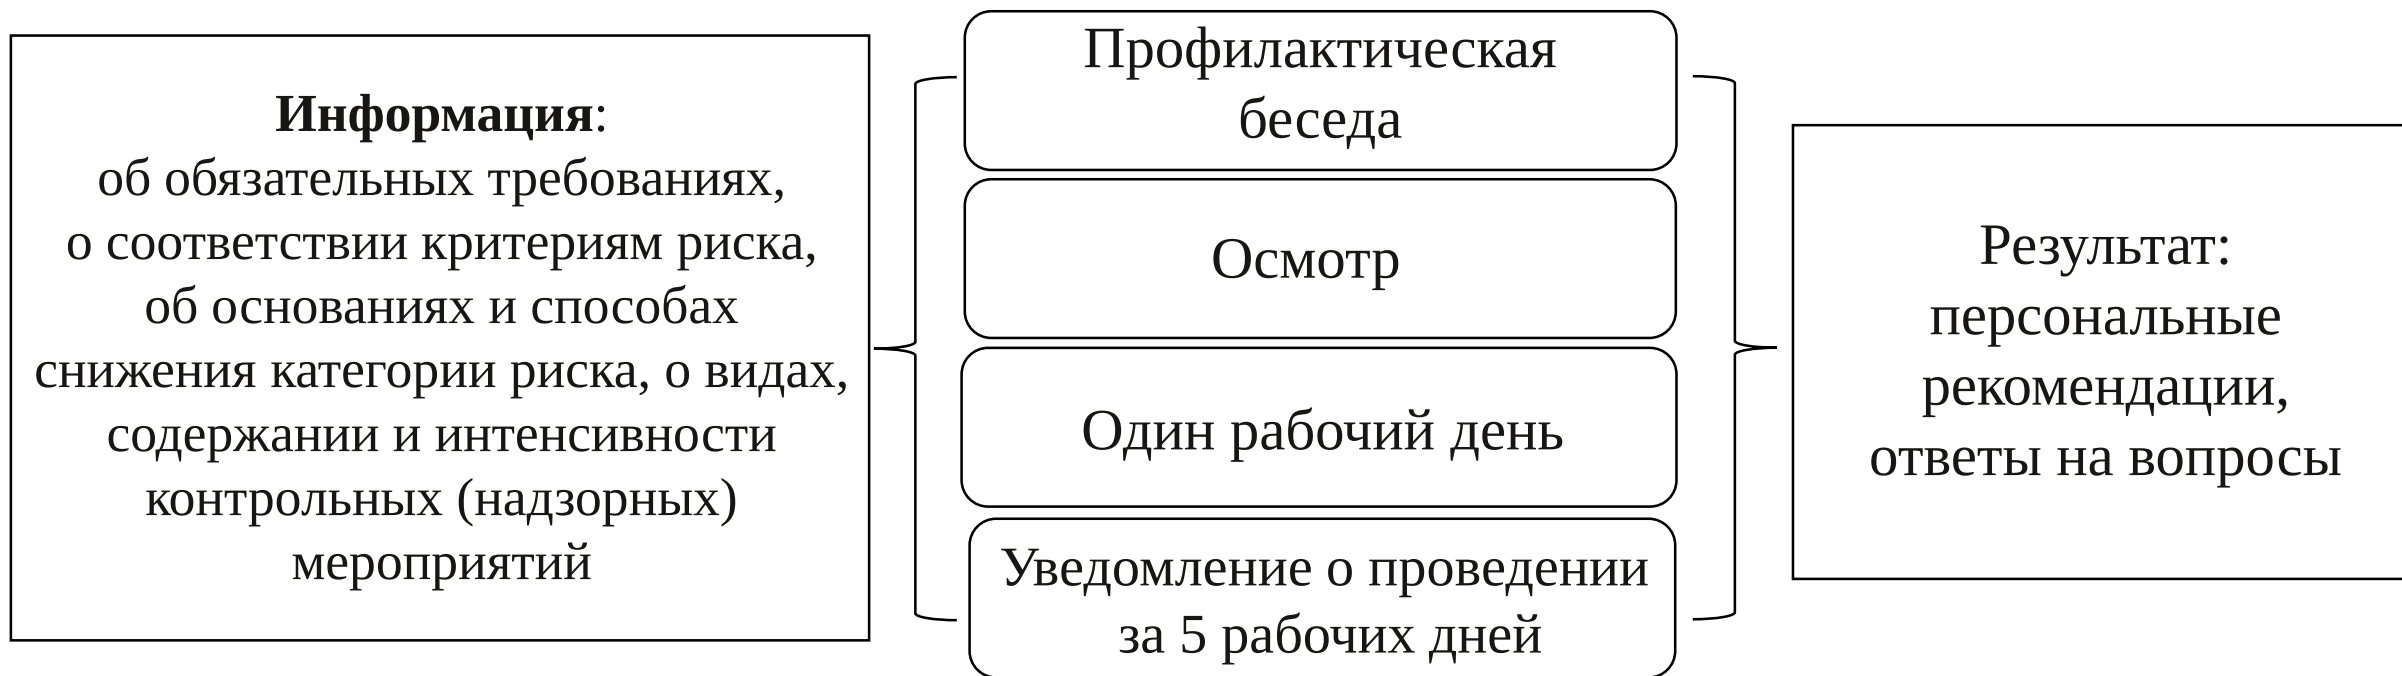 Информация:
об обязательных требованиях,
о соответствии критериям риска,
об основаниях и способах
снижения категории риска, о видах,
содержании и интенсивности
контрольных (надзорных)
мероприятий
Профилактическая
беседа
Осмотр
Один рабочий день
Уведомление о проведении
за 5 рабочих дней
Результат:
персональные
рекомендации,
ответы на вопросы